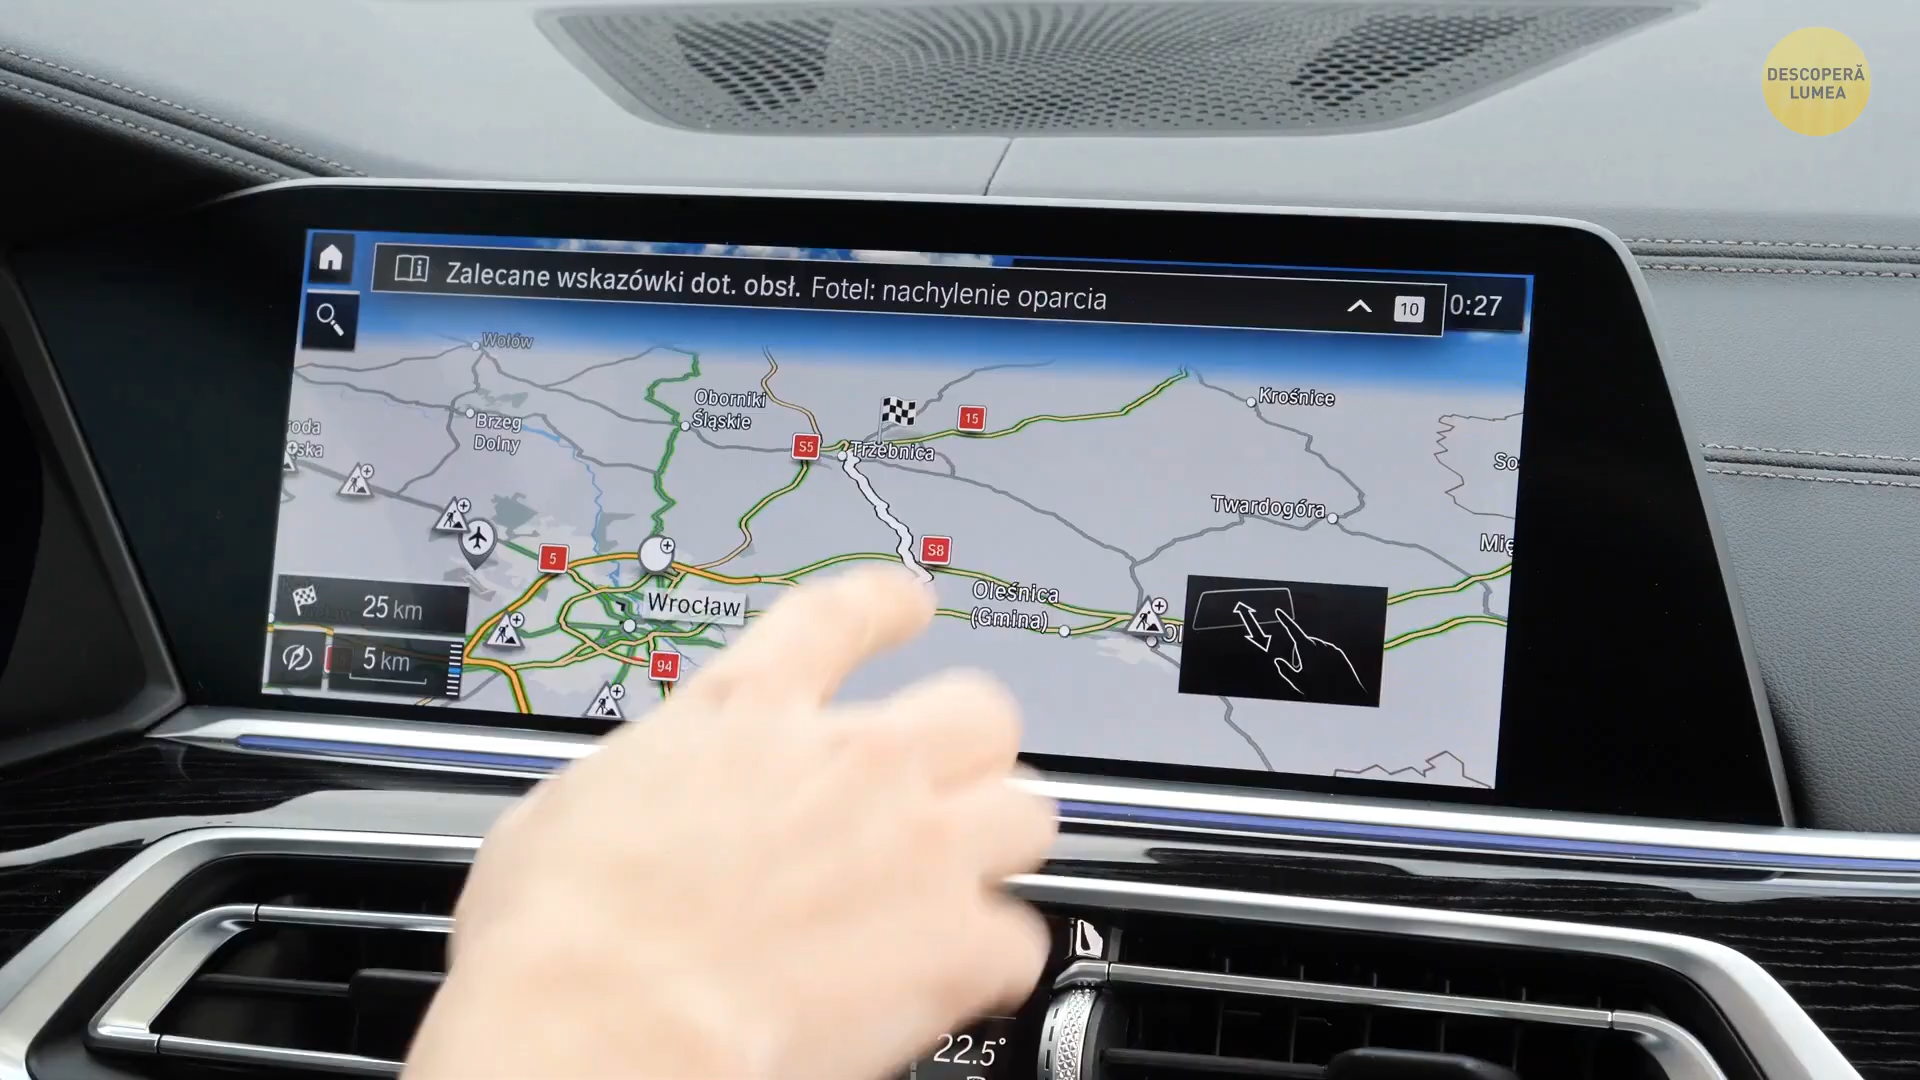 DESCOPERĂ
LUMEA
Zalecane wskazówki dot. obsł. Fotel: nachylenie oparcia
10
0:27
Wołów
Oborniki
Śląskie
Krośnice
15
Brzeg
Dolny
S5
Trzebnica
Twardogóra
S8
5
Wrocław
Oleśnica
(Gmina)
25 km
5 km
94
22.5°